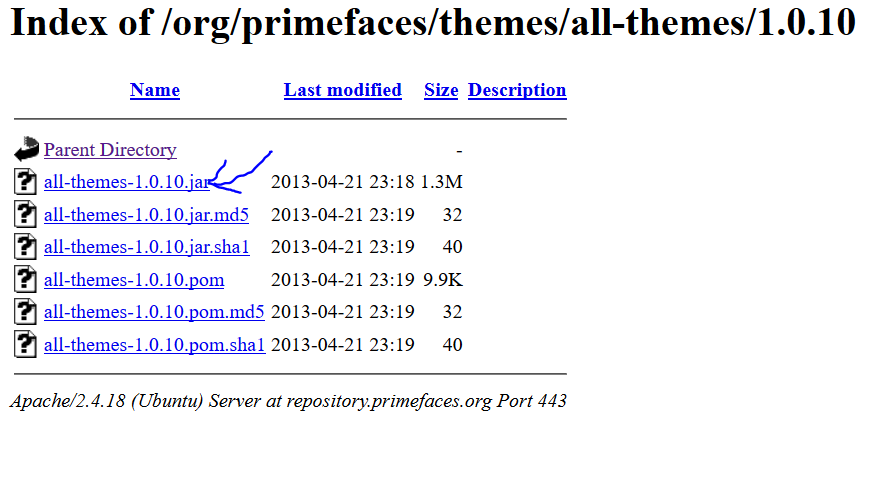 Index of /org/primefaces/themes/all-themes/1.0.10
Name Last modified Size Description
Parent Directory -
all-themes-1.0.10.jar 2013-04-21 23:18 1.3M
all-themes-1.0.10.jar.md5 2013-04-21 23:19 32
all-themes-1.0.10.jar.sha1 2013-04-21 23:19 40
all-themes-1.0.10.pom 2013-04-21 23:19 9.9K
all-themes-1.0.10.pom.md5 2013-04-21 23:19 32
all-themes-1.0.10.pom.sha1 2013-04-21 23:19 40
Apache/2.4.18 (Ubuntu) Server at repository.primefaces.org Port 443